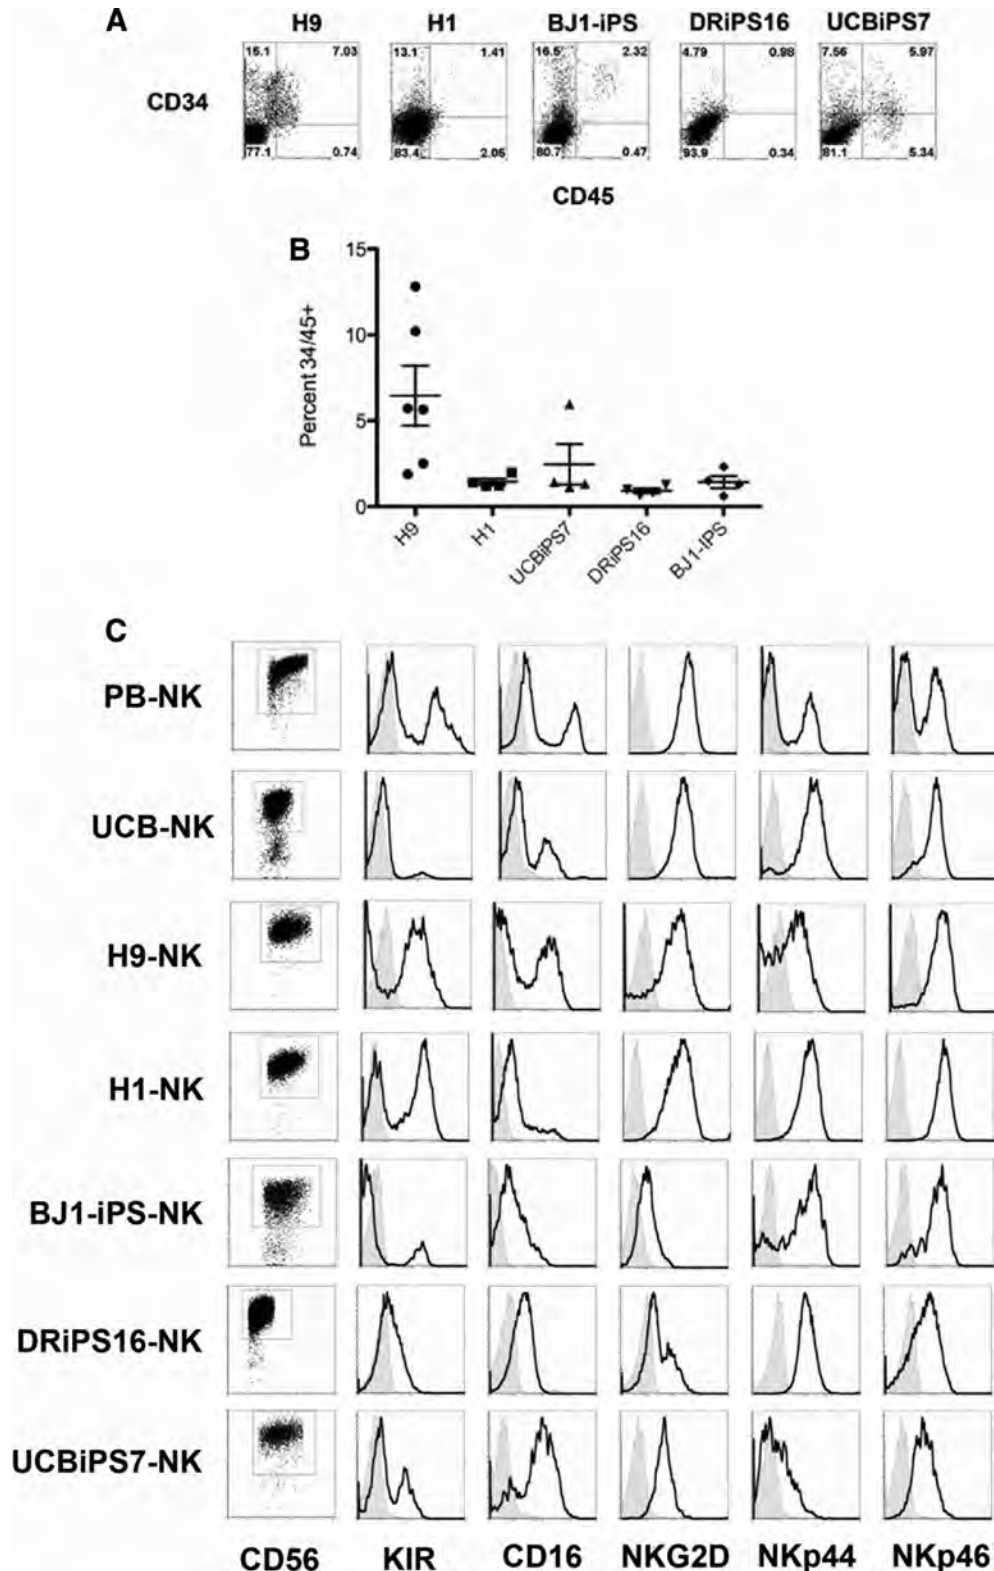 A
H9 H1 BJ1-iPS DRiPS16 UCBiPS7
15.1 7.03 13.1 1.41 16.5 2.32 4.79 0.98 7.56 5.97
CD34
77.1 0.74 83.4 2.05 80.7 0.47 93.9 0.34 81.1 5.34
CD45
B
15
10
5
0
Percent 34/45+
H9 H1 UCBiPS7 DRiPS16 BJ1-IPS
C
PB-NK
UCB-NK
H9-NK
H1-NK
BJ1-iPS-NK
DRiPS16-NK
UCBiPS7-NK
CD56 KIR CD16 NKG2D NKp44 NKp46